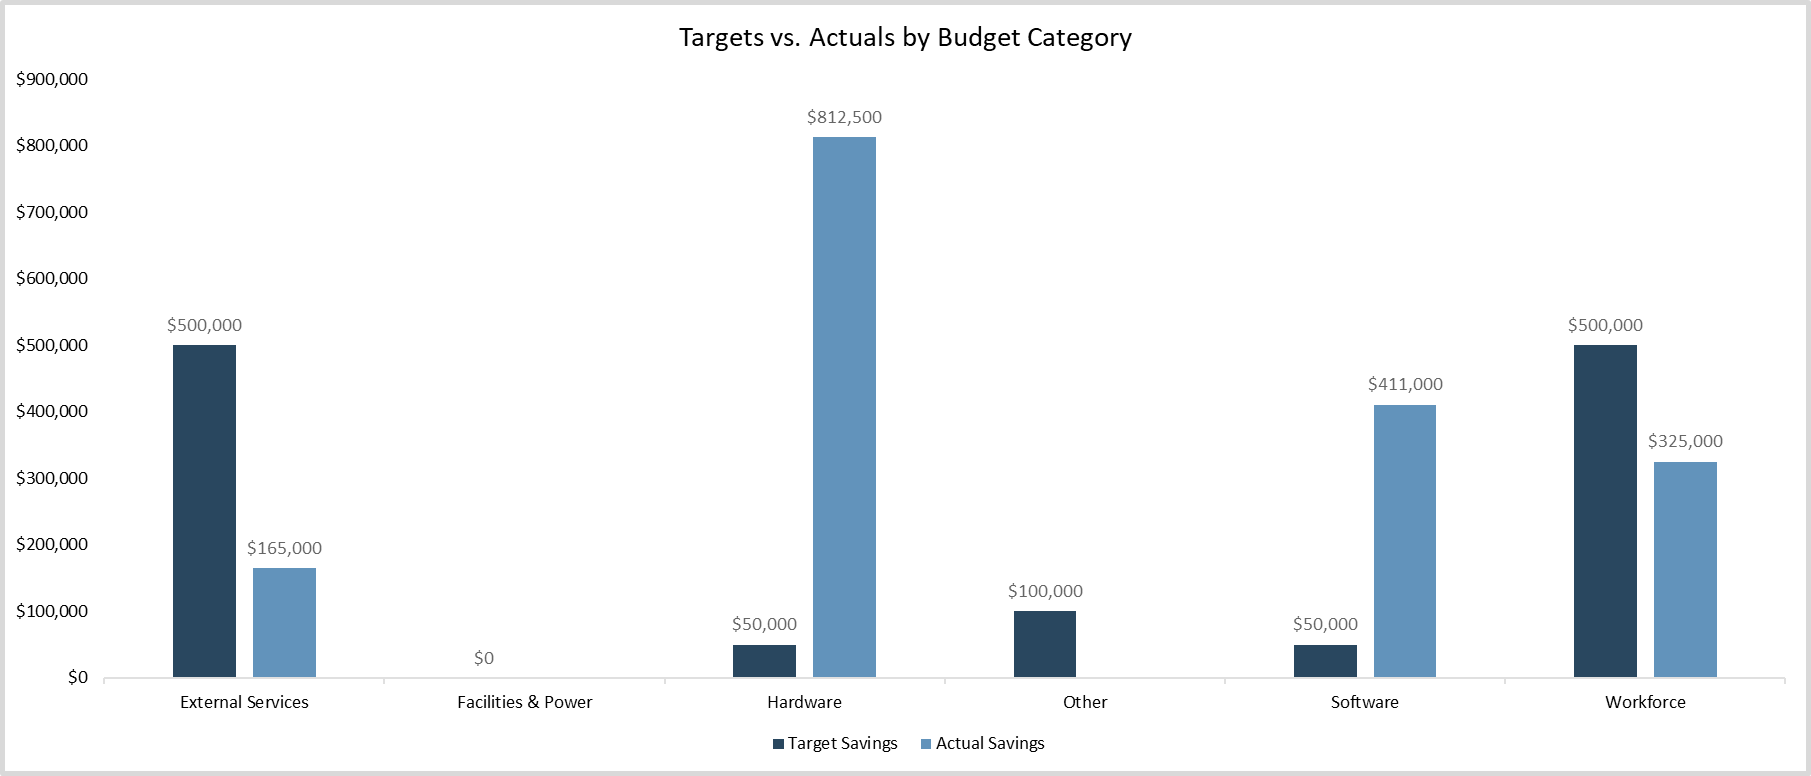 Targets vs. Actuals by Budget Category
$900,000
$800,000
$700,000
$600,000
$500,000
$400,000
$300,000
$200,000
$100,000
$0
$500,000
$165,000
$0
$50,000
$812,500
$100,000
$50,000
$411,000
$500,000
$325,000
External Services
Facilities & Power
Hardware
Other
Software
Workforce
Target Savings
Actual Savings